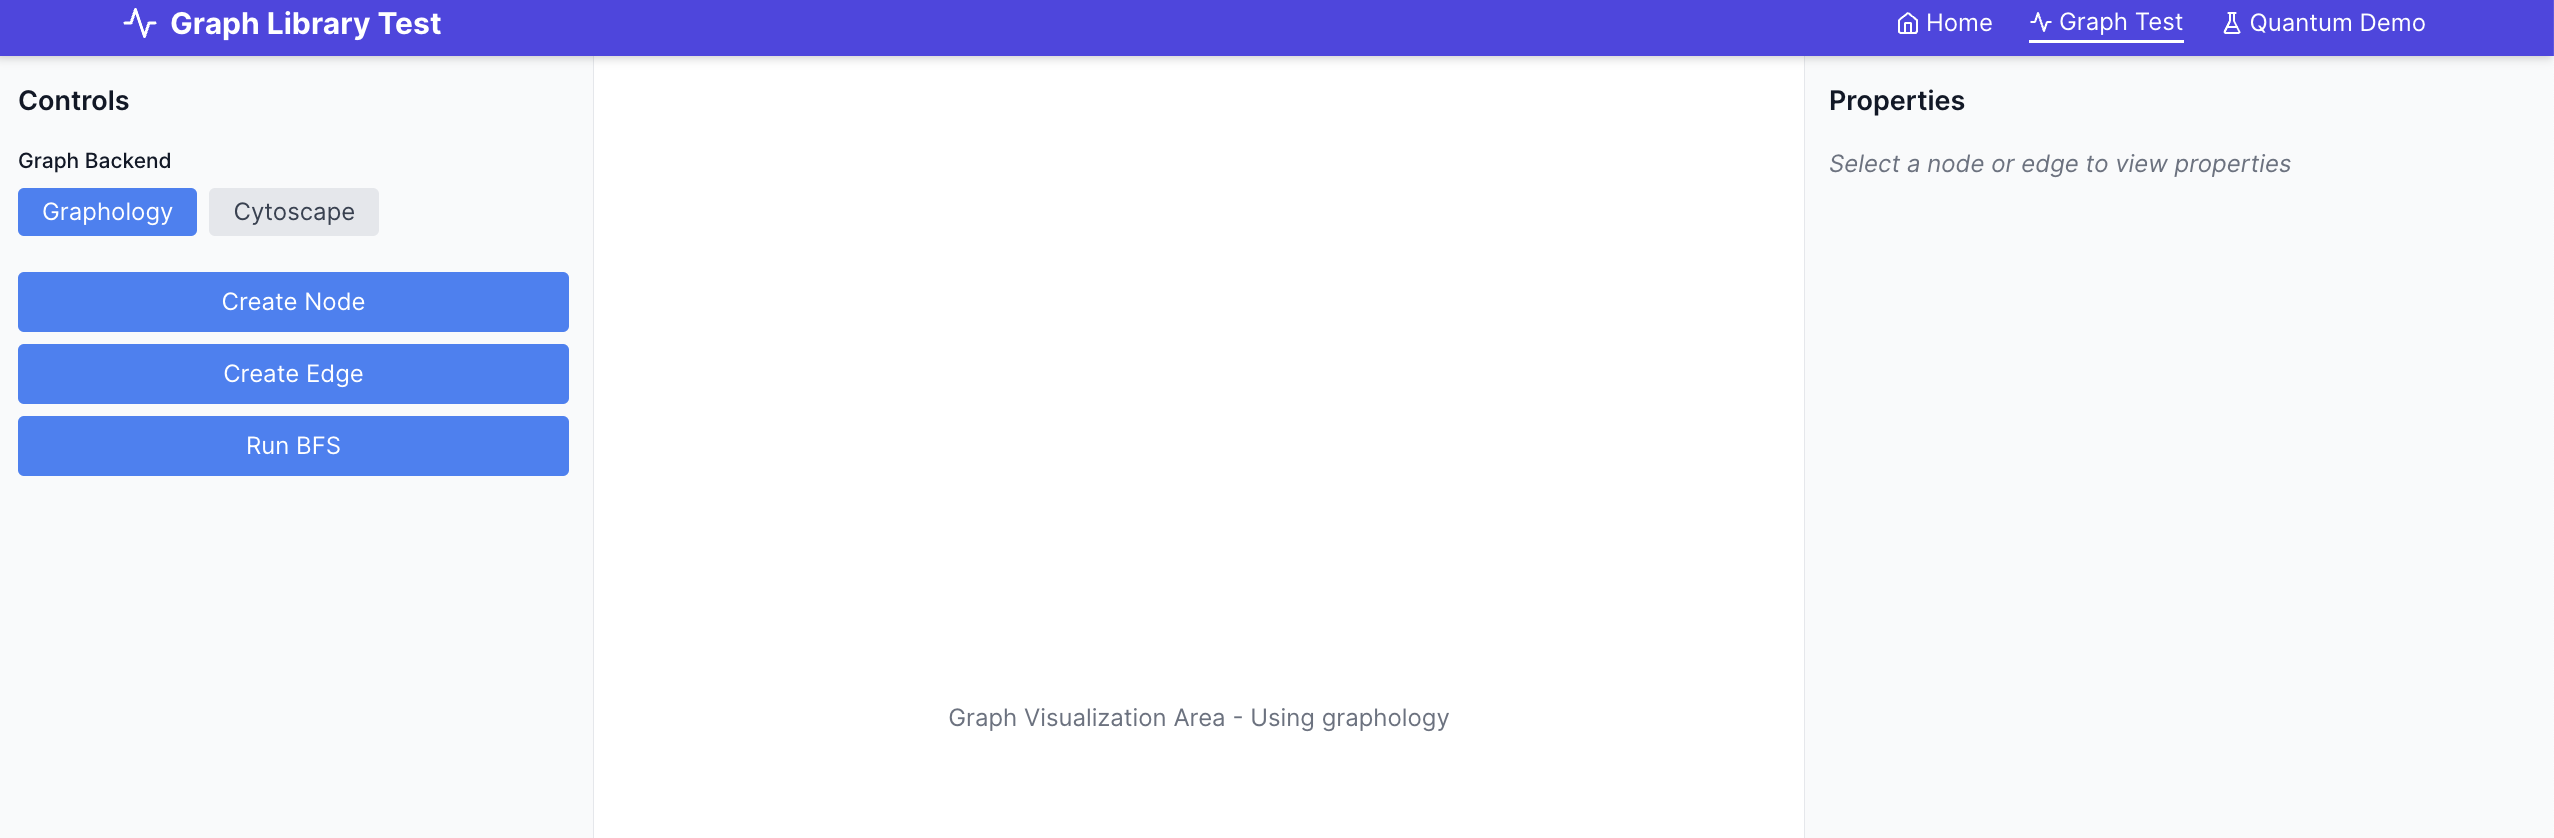 Graph Library Test
Home
Graph Test
Quantum Demo
Controls
Graph Backend
Graphology
Cytoscape
Create Node
Create Edge
Run BFS
Graph Visualization Area - Using graphology
Properties
Select a node or edge to view properties